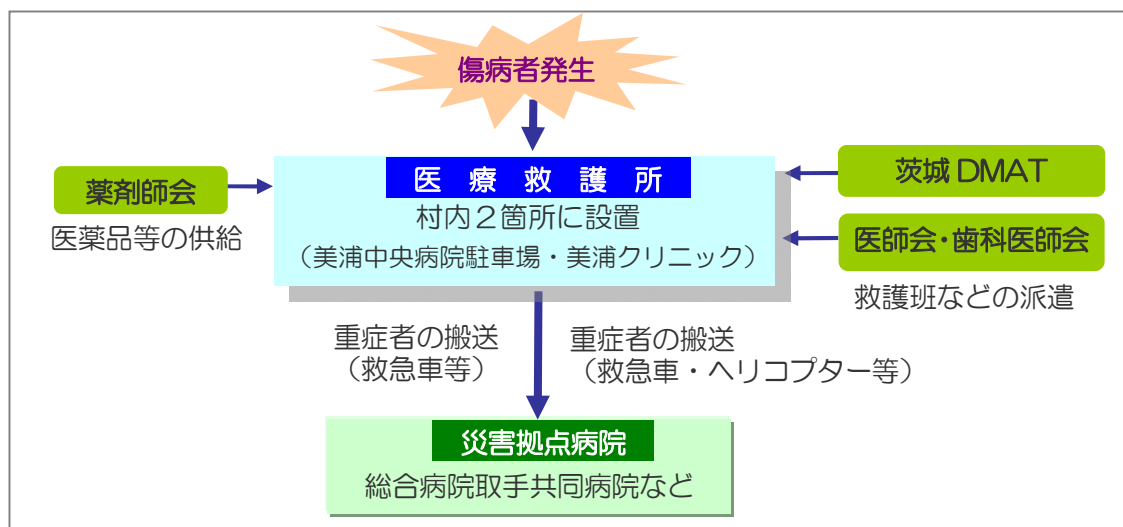 傷病者発生
医療救護所
村内２箇所に設置
（美浦中央病院駐車場・美浦クリニック）
薬剤師会
医薬品等の供給
茨城 DMAT
医師会・歯科医師会
救護班などの派遣
重症者の搬送
（救急車等）
重症者の搬送
（救急車・ヘリコプター等）
災害拠点病院
総合病院取手共同病院など